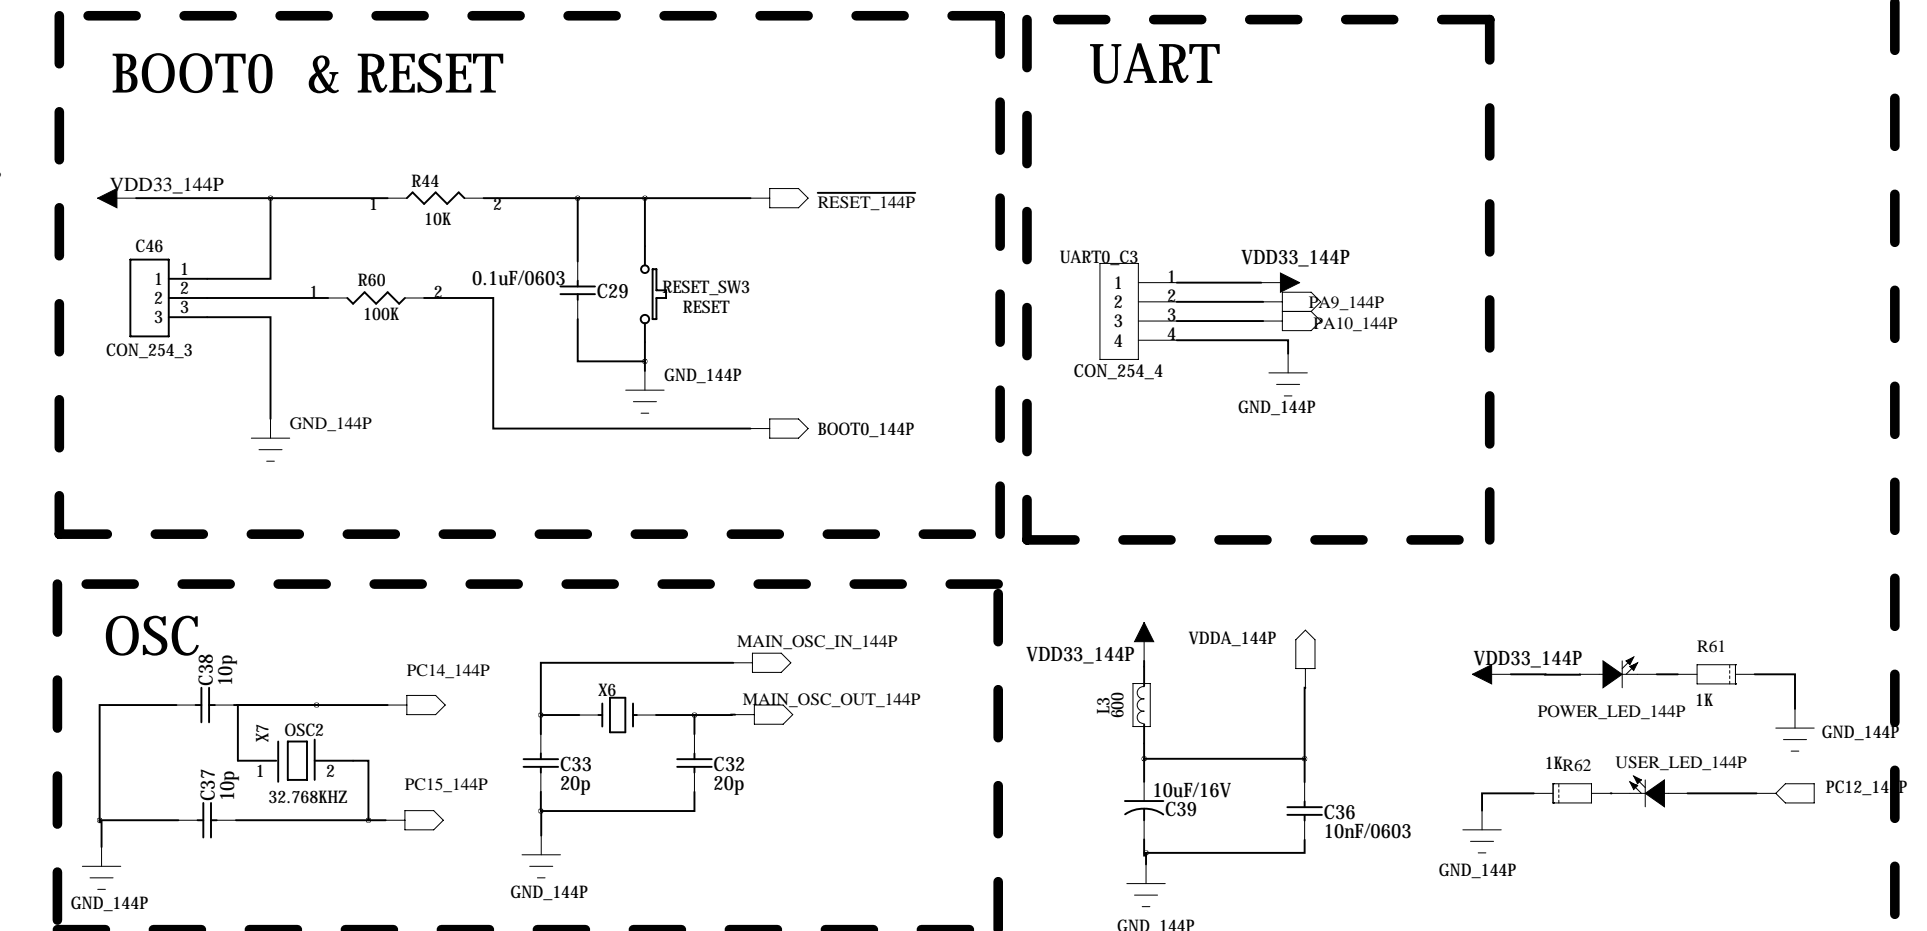 BOOT0 & RESET
VDD33_144P
R44
1
2
10K
RESET_144P
C46
1
2
3
1
2
3
CON_254_3
R60
1
2
100K
0.1uF/0603
C29
RESET_SW3
RESET
GND_144P
GND_144P
BOOT0_144P
UART
UART0_C3
VDD33_144P
1
2
3
4
1
2
3
4
PA9_144P
PA10_144P
CON_254_4
GND_144P
OSC
C38
10p
PC14_144P
X7
OSC2
1
2
32.768KHZ
C37
10p
PC15_144P
GND_144P
MAIN_OSC_IN_144P
X6
MAIN_OSC_OUT_144P
C33
20p
C32
20p
GND_144P
VDD33_144P
VDDA_144P
L3
600
10uF/16V
C39
C36
10nF/0603
GND_144P
VDD33_144P
R61
1K
POWER_LED_144P
GND_144P
1K
R62
USER_LED_144P
PC12_144P
GND_144P